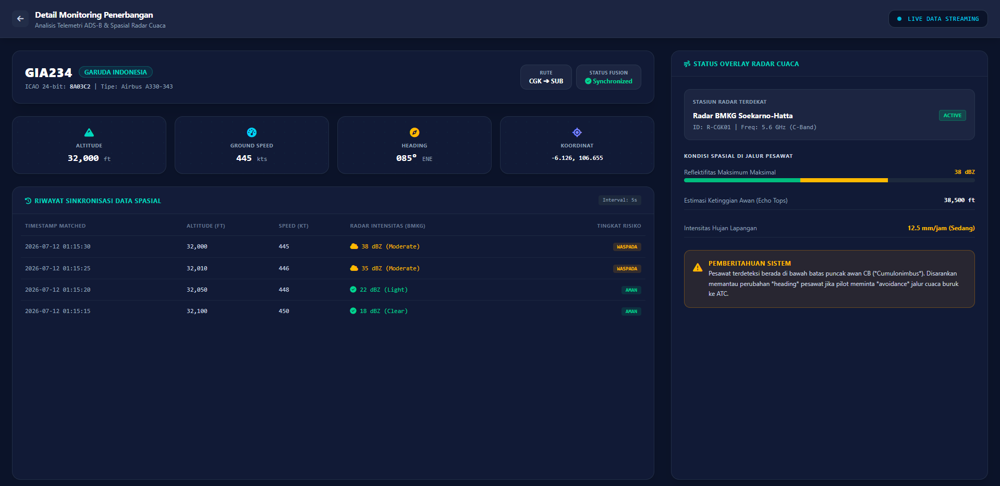 Detail Monitoring Penerbangan
Analisis Telemetri ADS-B & Spasial Radar Cuaca
LIVE DATA STREAMING
GIA234 GARUDA INDONESIA
ICAO 24-bit: 8A03C2 | Tipe: Airbus A330-343
RUTE
CGK ➔ SUB
STATUS FUSION
Synchronized
ALTITUDE
32,000 ft
GROUND SPEED
445 kts
HEADING
085° ENE
KOORDINAT
-6.126, 106.655
RIWAYAT SINKRONISASI DATA SPASIAL
Interval: 5s
TIMESTAMP MATCHED ALTITUDE (FT) SPEED (KT) RADAR INTENSITAS (BMKG) TINGKAT RISIKO
2026-07-12 01:15:30 32,000 445 38 dBZ (Moderate) WASPADA
2026-07-12 01:15:25 32,010 446 35 dBZ (Moderate) WASPADA
2026-07-12 01:15:20 32,050 448 22 dBZ (Light) AMAN
2026-07-12 01:15:15 32,100 450 18 dBZ (Clear) AMAN
STATUS OVERLAY RADAR CUACA
STASIUN RADAR TERDEKAT
Radar BMKG Soekarno-Hatta
ACTIVE
ID: R-CGK01 | Freq: 5.6 GHz (C-Band)
KONDISI SPASIAL DI JALUR PESAWAT
Reflektifitas Maksimum Maksimal 38 dBZ
Estimasi Ketinggian Awan (Echo Tops) 38,500 ft
Intensitas Hujan Lapangan 12.5 mm/jam (Sedang)
PEMBERITAHUAN SISTEM
Pesawat terdeteksi berada di bawah batas puncak awan CB (*Cumulonimbus*). Disarankan
memantau perubahan *heading* pesawat jika pilot meminta *avoidance* jalur cuaca buruk
ke ATC.